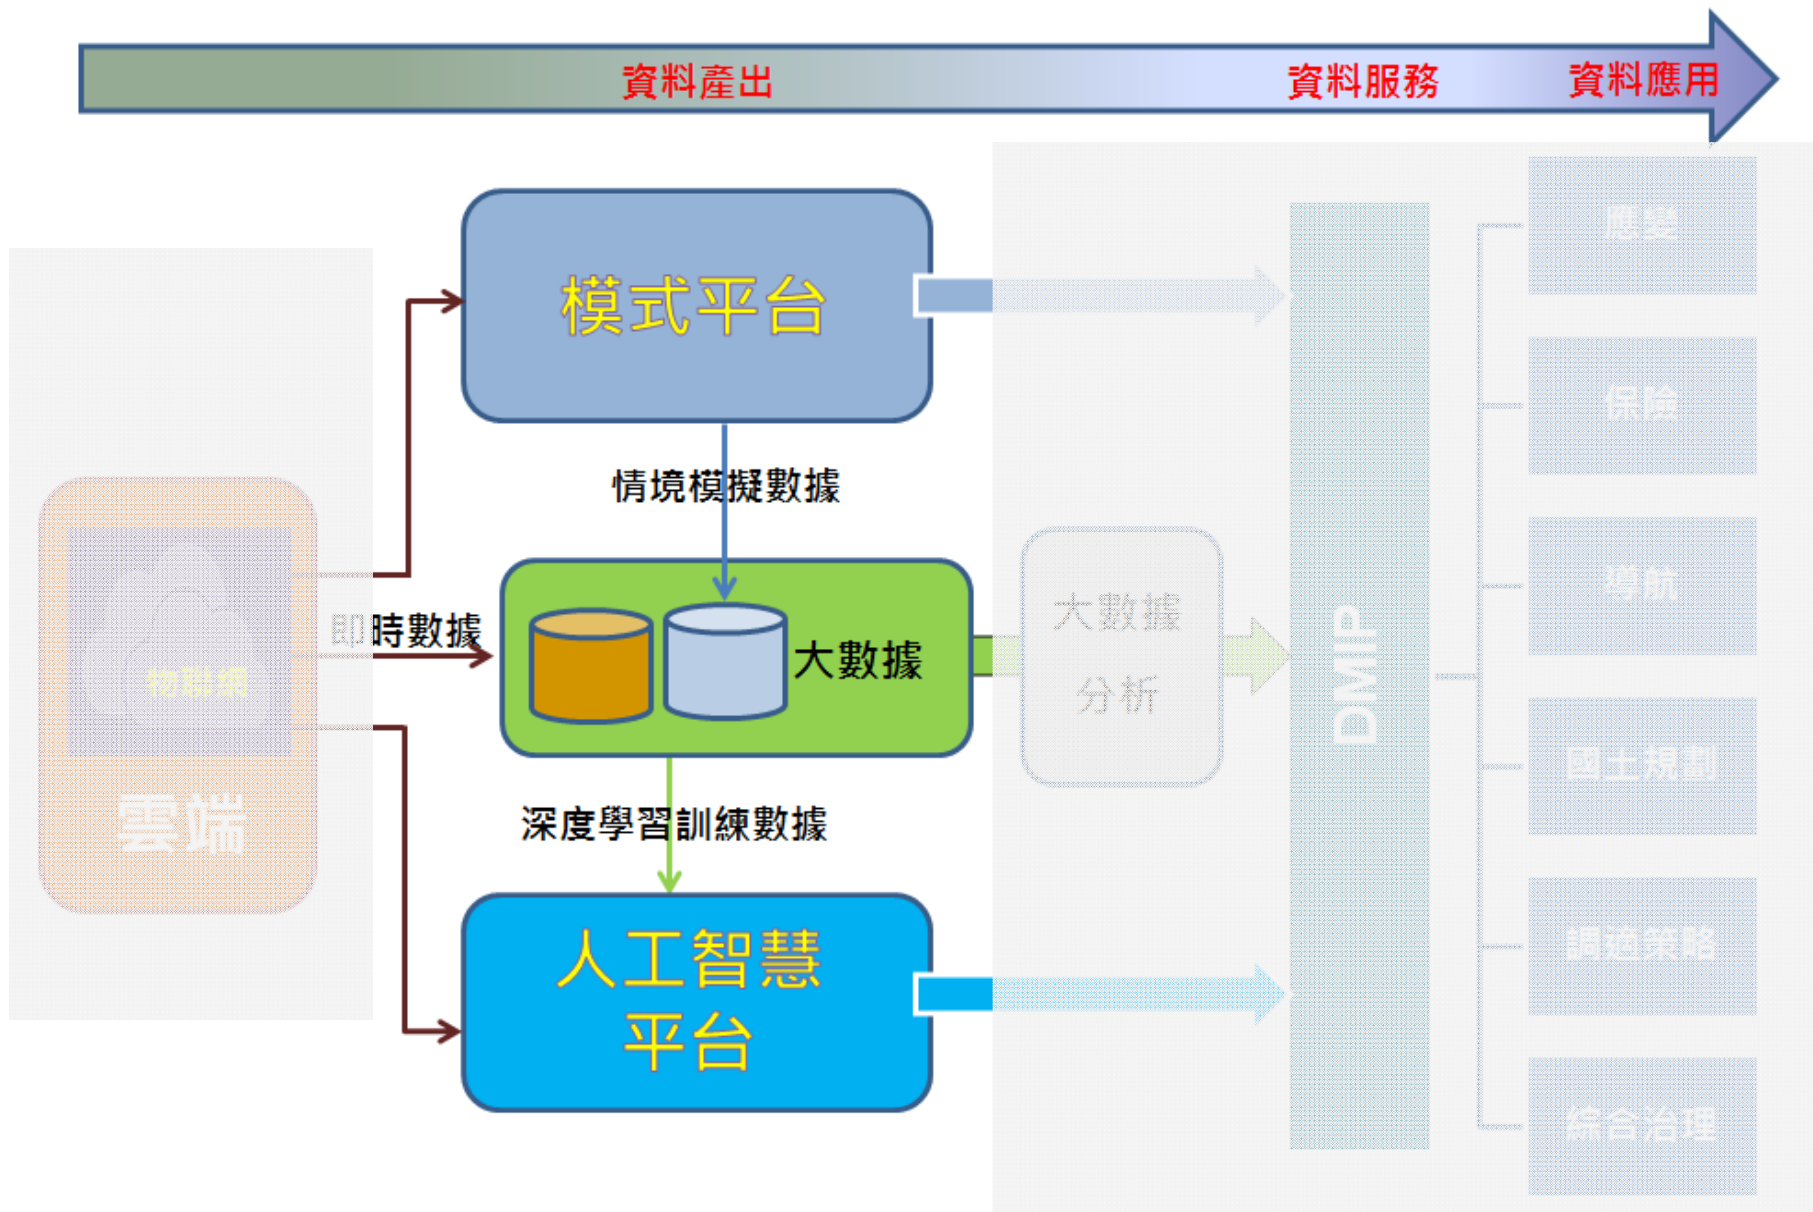 資料產出
資料服務
資料應用
模式平台
情境模擬數據
即時數據
大數據
物聯網
雲端
深度學習訓練數據
人工智慧
平台
大數據
分析
DMIP
應變
保險
導航
國土規劃
調適策略
綜合治理